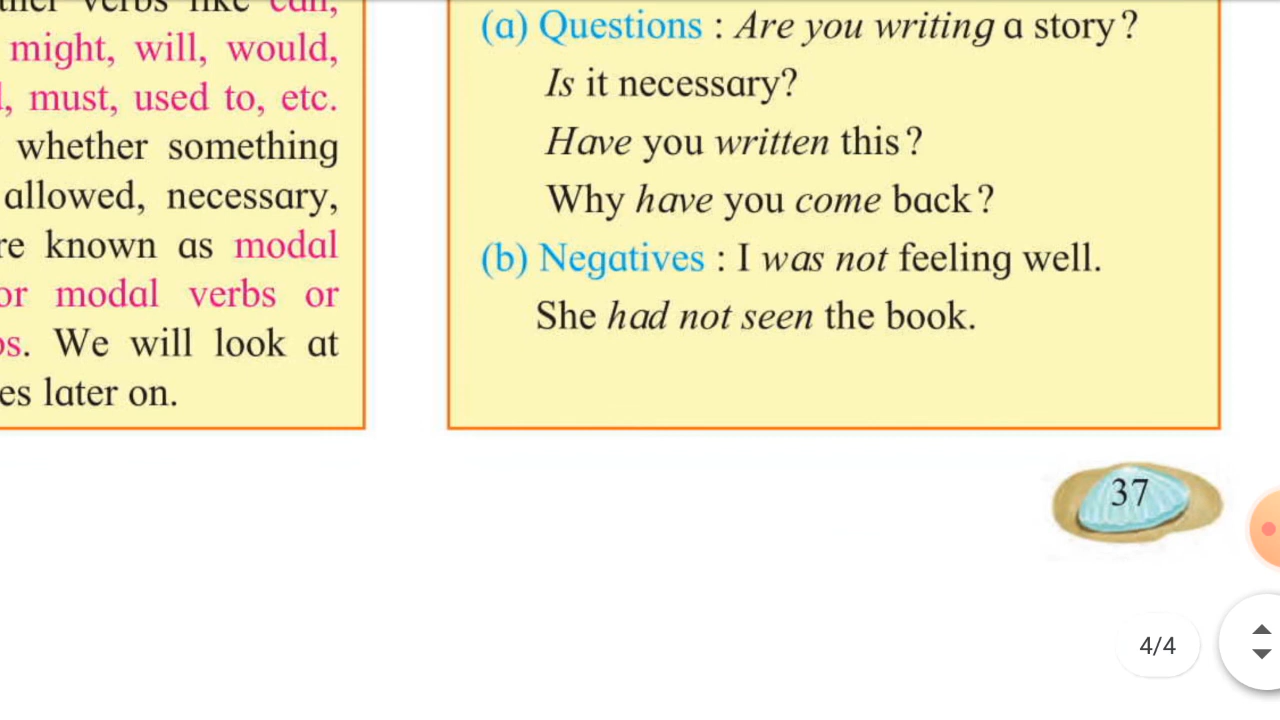 might, will, would,
must, used to, etc.
whether something
allowed, necessary,
known as modal
or modal verbs or
We will look at
later on.
(a) Questions : Are you writing a story?
Is it necessary?
Have you written this?
Why have you come back?
(b) Negatives : I was not feeling well.
She had not seen the book.
37
4/4